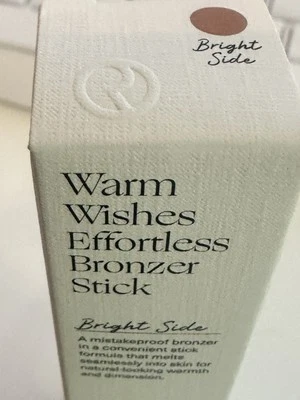 Bright
Side
Warm
Wishes
Effortless
Bronzer
Stick
Bright Side
A mistakeproof bronzer
in a convenient stick
formula that melts
seamlessly into skin for
natural-looking warmth
and dimension.